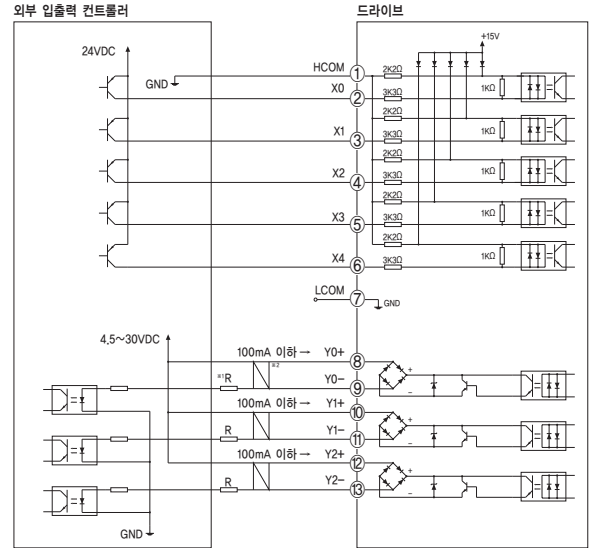 외부 입출력 컨트롤러
드라이브
24VDC
+15V
GND
HCOM
①
2K2Ω
1KΩ
X0
②
3K3Ω
2K2Ω
X1
③
3K3Ω
1KΩ
2K2Ω
X2
④
3K3Ω
1KΩ
2K2Ω
X3
⑤
3K3Ω
1KΩ
2K2Ω
X4
⑥
3K3Ω
1KΩ
LCOM
⑦
GND
4.5~30VDC
100mA 이하→
Y0+
⑧
※1R
※2
Y0-
⑨
+
-
100mA 이하→
Y1+
⑩
R
Y1-
⑪
+
-
100mA 이하→
Y2+
⑫
R
Y2-
⑬
+
-
GND